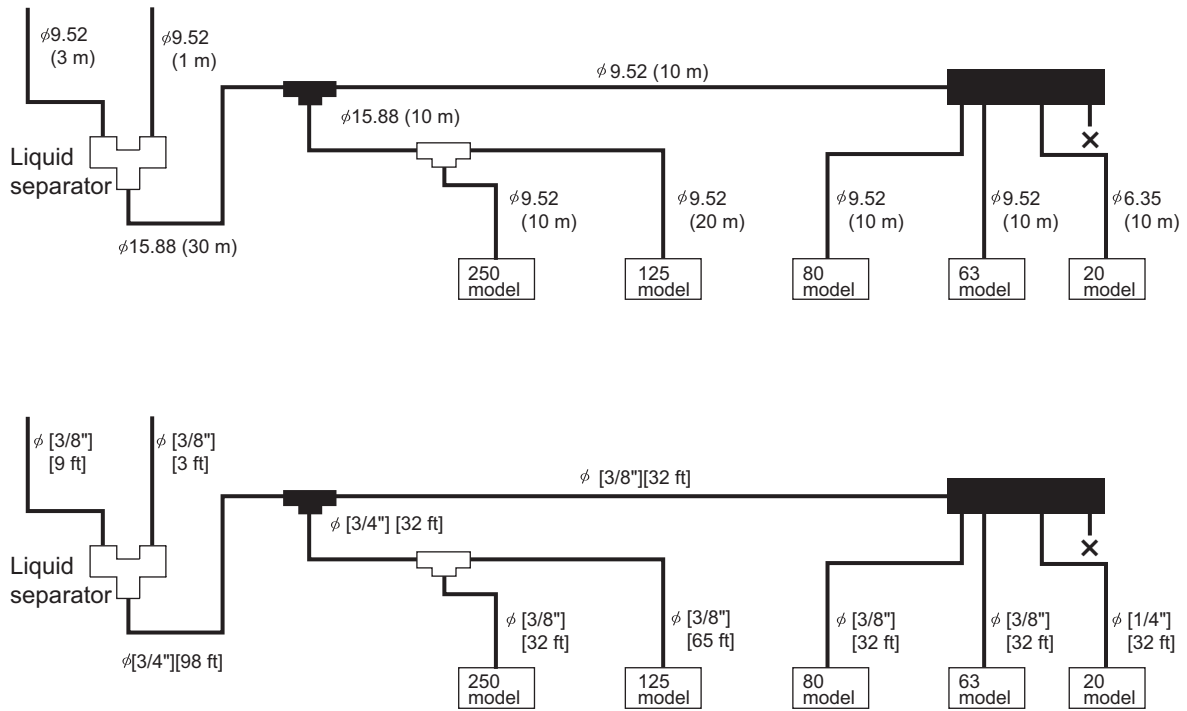 φ9.52
(3 m)
φ9.52
(1 m)
φ 9.52 (10 m)
φ15.88 (10 m)
Liquid
separator
φ15.88 (30 m)
φ9.52
(10 m)
φ9.52
(20 m)
φ9.52
(10 m)
φ9.52
(10 m)
φ6.35
(10 m)
250
model
125
model
80
model
63
model
20
model
φ [3/8"]
[9 ft]
φ [3/8"]
[3 ft]
φ [3/8"][32 ft]
φ [3/4"] [32 ft]
Liquid
separator
φ[3/4"][98 ft]
φ [3/8"]
[32 ft]
φ [3/8"]
[65 ft]
φ [3/8"]
[32 ft]
φ [3/8"]
[32 ft]
φ [1/4"]
[32 ft]
250
model
125
model
80
model
63
model
20
model